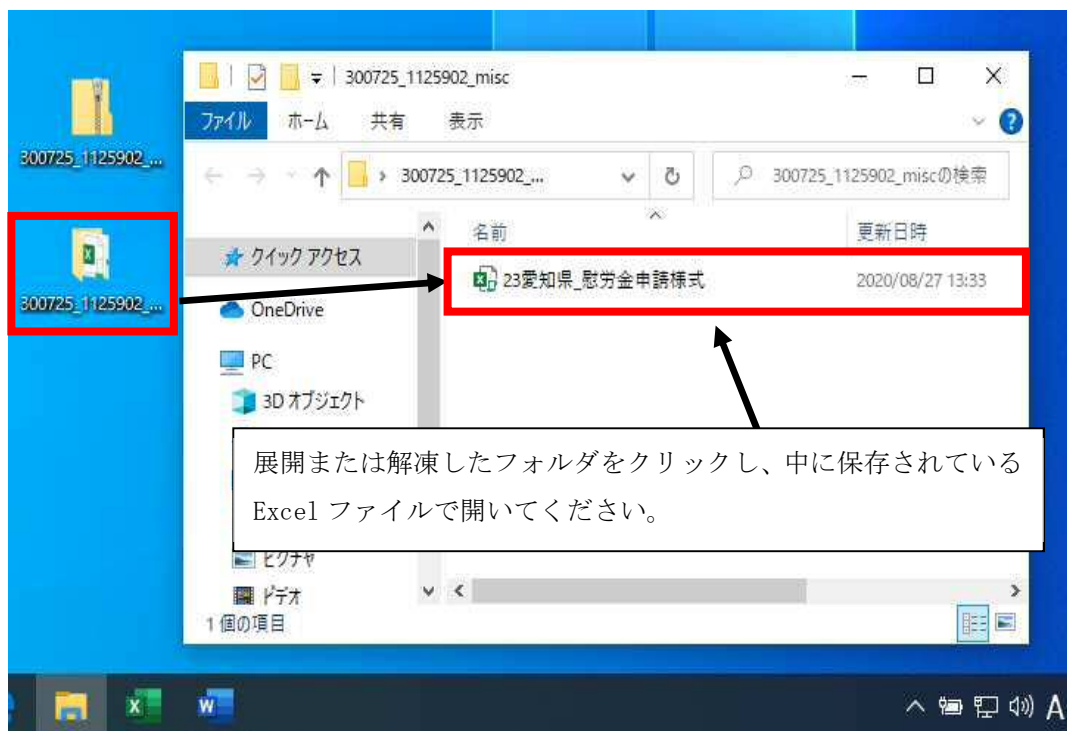 300725_1125902_misc
ファイル ホーム 共有 表示
300725_1125902_...
300725_1125902_... 300725_1125902_miscの検索
名前 更新日時
クイック アクセス
23愛知県_慰労金申請様式 2020/08/27 13:33
300725_1125902_...
OneDrive
PC
3D オブジェクト
展開または解凍したフォルダをクリックし、中に保存されている
Excel ファイルで開いてください。
ピクチャ
ビデオ
1 個の項目
A